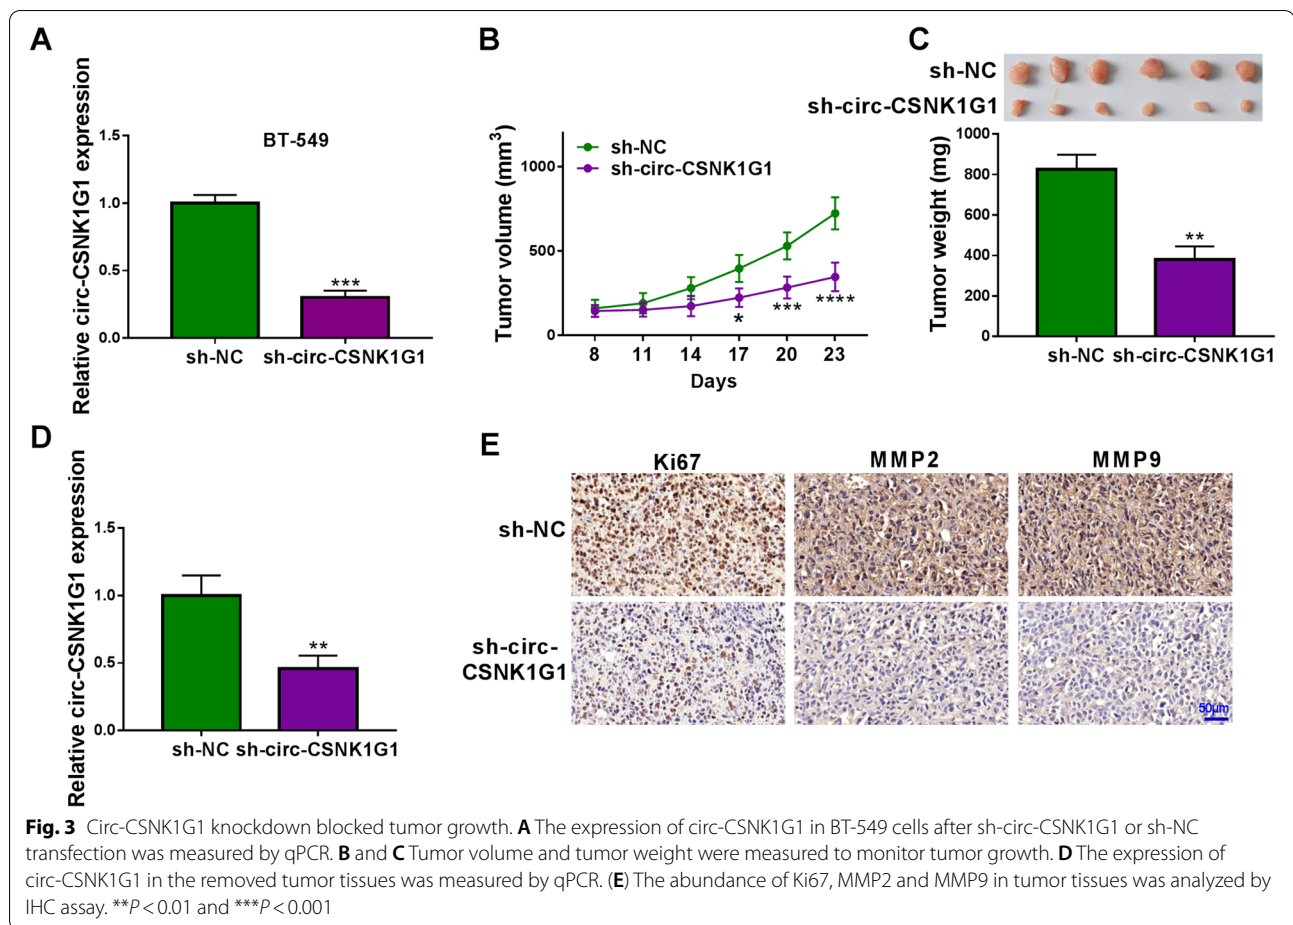 A
Relative circ-CSNK1G1 expression
BT-549
1.5
1.0
0.5
0.0
***
sh-NC
sh-circ-CSNK1G1
B
Tumor volume (mm3)
sh-NC
sh-circ-CSNK1G1
1000
500
0
*
***
****
8 11 14 17 20 23
Days
C
sh-NC
sh-circ-CSNK1G1
Tumor weight (mg)
1000
800
600
400
200
0
**
sh-NC sh-circ-CSNK1G1
D
Relative circ-CSNK1G1 expression
1.5
1.0
0.5
0.0
**
sh-NC sh-circ-CSNK1G1
E
Ki67 MMP2 MMP9
sh-NC
sh-circ-
CSNK1G1
50μm
Fig. 3 Circ-CSNK1G1 knockdown blocked tumor growth. A The expression of circ-CSNK1G1 in BT-549 cells after sh-circ-CSNK1G1 or sh-NC
transfection was measured by qPCR. B and C Tumor volume and tumor weight were measured to monitor tumor growth. D The expression of
circ-CSNK1G1 in the removed tumor tissues was measured by qPCR. (E) The abundance of Ki67, MMP2 and MMP9 in tumor tissues was analyzed by
IHC assay. **P < 0.01 and ***P < 0.001